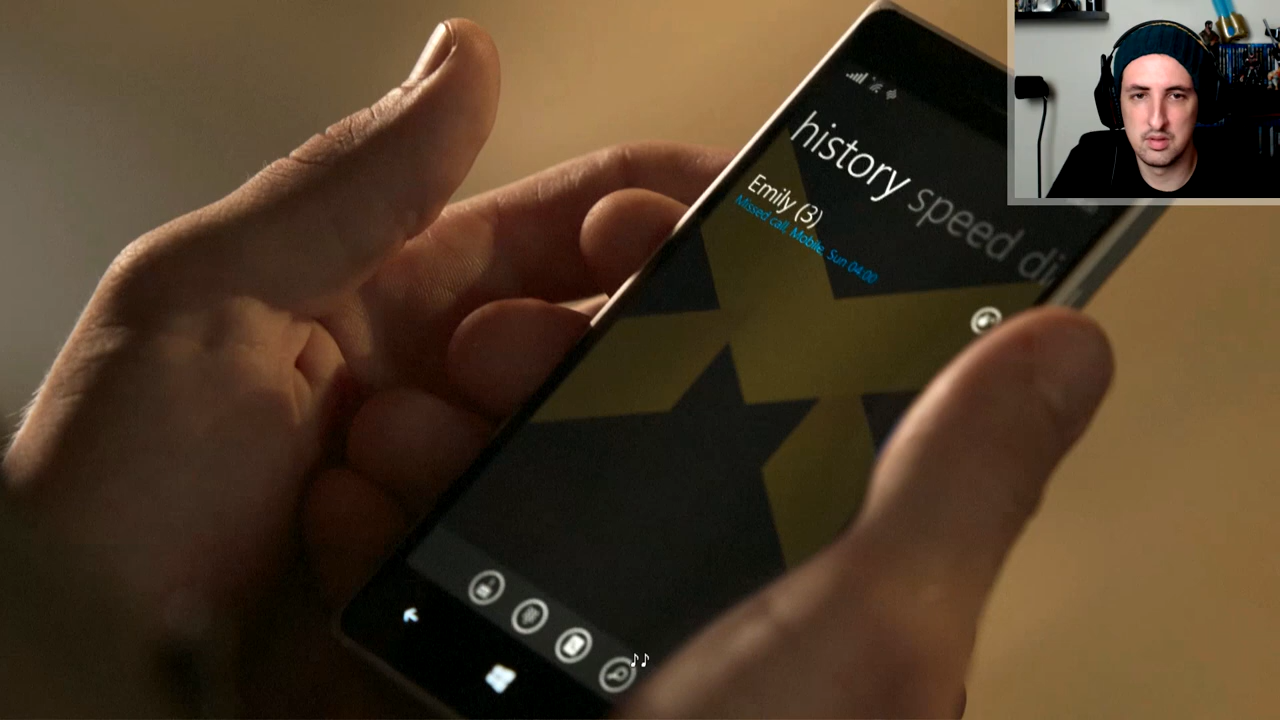 history speed di
Emily (3)
Missed call, Mobile, Sun 04:00
♪♪